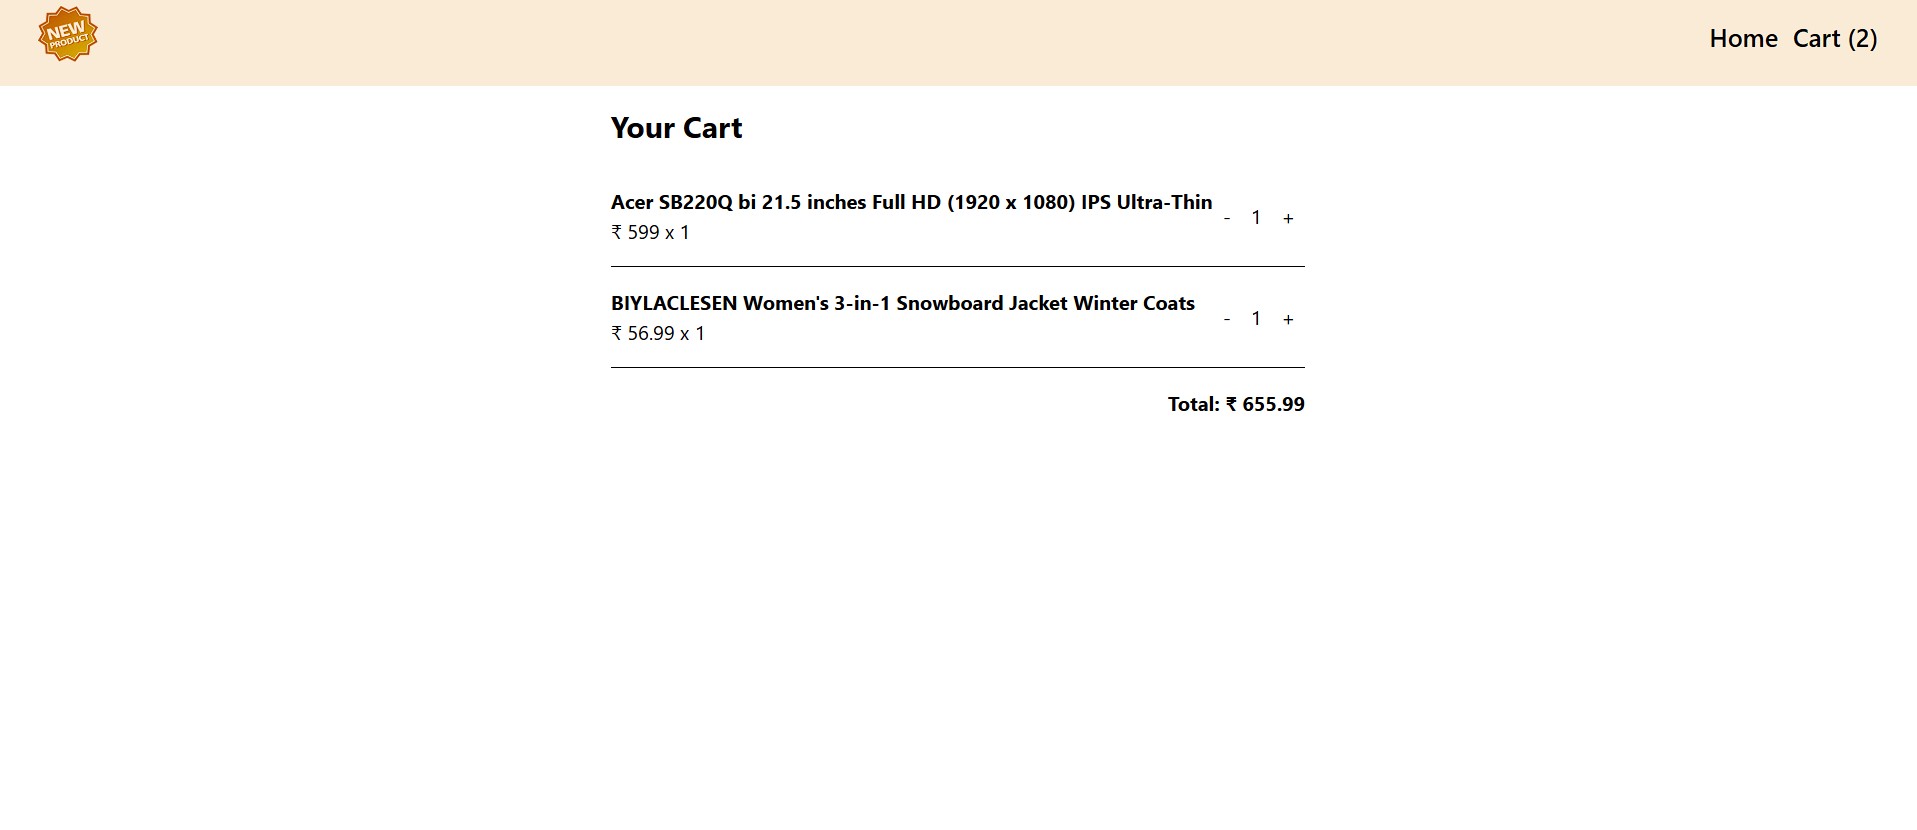 NEW
PRODUCT
Home Cart (2)
Your Cart
Acer SB220Q bi 21.5 inches Full HD (1920 x 1080) IPS Ultra-Thin
- 1 +
₹ 599 x 1
BIYLACLESEN Women's 3-in-1 Snowboard Jacket Winter Coats
- 1 +
₹ 56.99 x 1
Total: ₹ 655.99